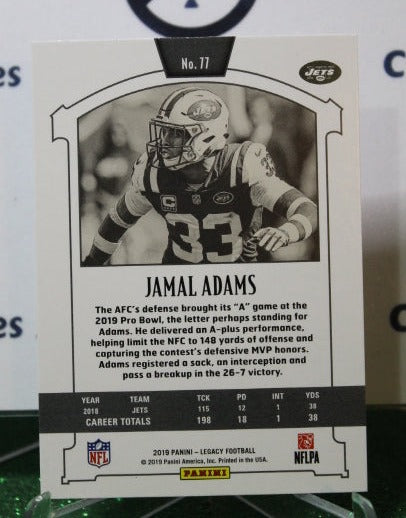 No. 77
JETS
33
JAMAL ADAMS
The AFC's defense brought its "A" game at the
2019 Pro Bowl, the letter perhaps standing for
Adams. He delivered an A-plus performance,
helping limit the NFC to 148 yards of offense and
capturing the contest's defensive MVP honors.
Adams registered a sack, an interception and
pass a breakup in the 26-7 victory.
YEAR TEAM TCK PD INT YDS
2018 JETS 115 12 1 38
CAREER TOTALS 198 18 1 38
2019 PANINI – LEGACY FOOTBALL
© 2019 Panini America, Inc. Printed in the USA.
NFL
PANINI
NFLPA